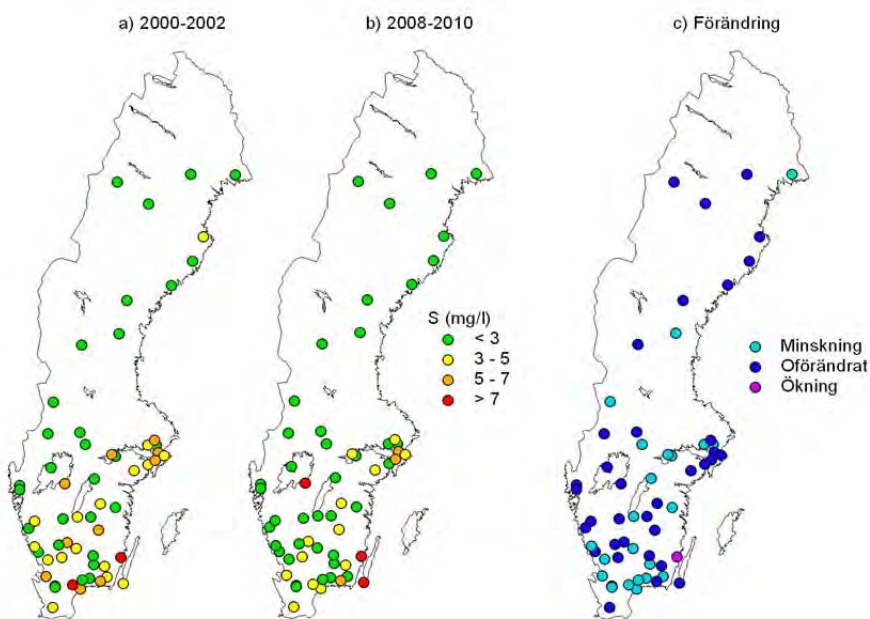 a) 2000-2002
b) 2008-2010
c) Förändring
S (mg/l)
< 3
3 - 5
5 - 7
> 7
Minskning
Oförändrat
Ökning